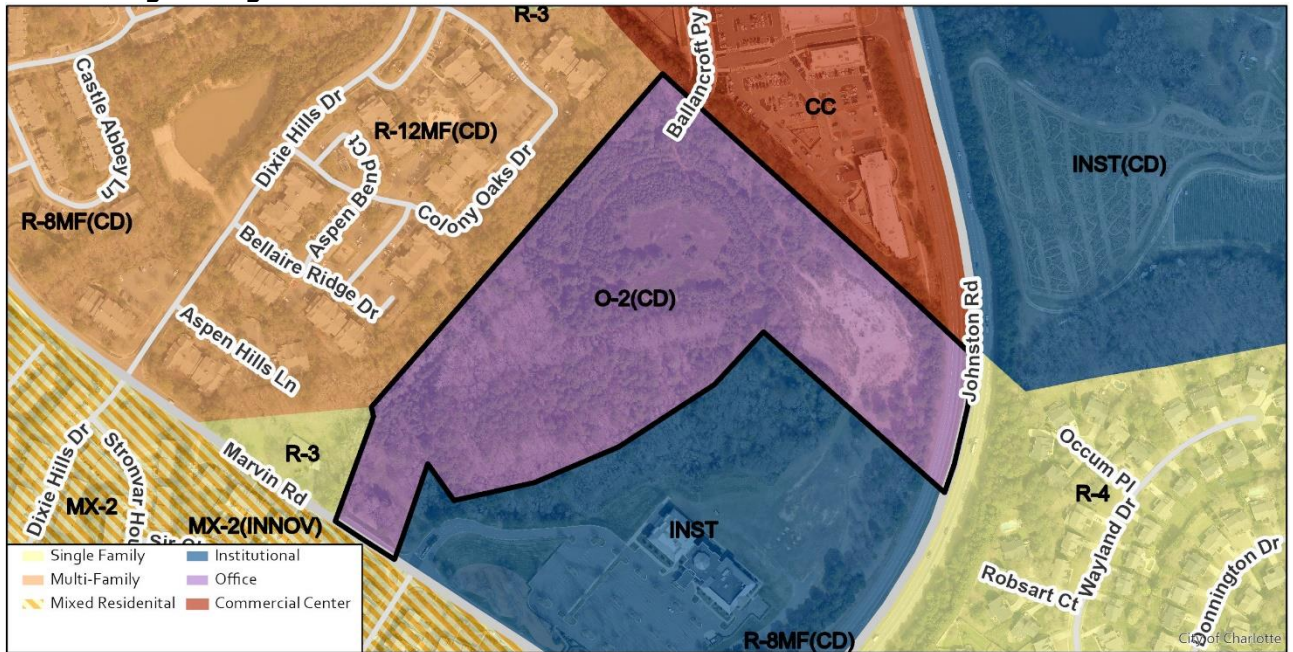 R-3
Ballancroft Py
CC
Castle Abbey Ln
Dixie Hills Dr
R-12MF(CD)
Aspen Bend Ct
Colony Oaks Dr
INST(CD)
R-8MF(CD)
Bellaire Ridge Dr
O-2(CD)
Aspen Hills Ln
Johnston Rd
R-3
Marvin Rd
Dixie Hills Dr
Stronvar Hou
MX-2
MX-2(INNOV)
INST
Occum Pl
R-4
Wayland Dr
Robsart Ct
Donnington Dr
R-8MF(CD)
Single Family
Multi-Family
Mixed Residenital
Institutional
Office
Commercial Center
City of Charlotte